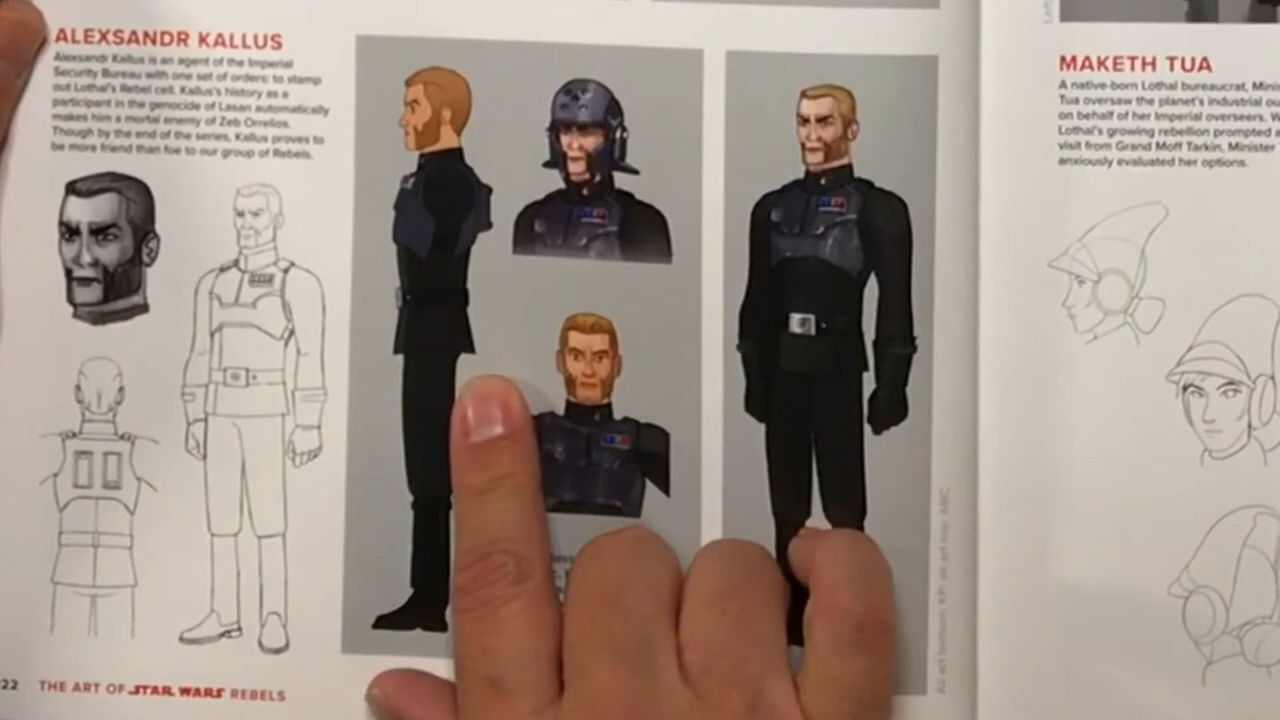 ALEXSANDR KALLUS
Alexsandr Kallus is an agent of the Imperial
Security Bureau with one set of orders: to stamp
out Lothal's Rebel cell. Kallus's history as a
participant in the genocide of Lasan automatically
makes him a mortal enemy of Zeb Orrelios.
Though by the end of the series, Kallus proves to
be more friend than foe to our group of Rebels.
22 THE ART OF STAR WARS REBELS
MAKETH TUA
A native-born Lothal bureaucrat, Minis
Tua oversaw the planet's industrial ou
on behalf of her Imperial overseers. W
Lothal's growing rebellion prompted a
visit from Grand Moff Tarkin, Minister
anxiously evaluated her options.